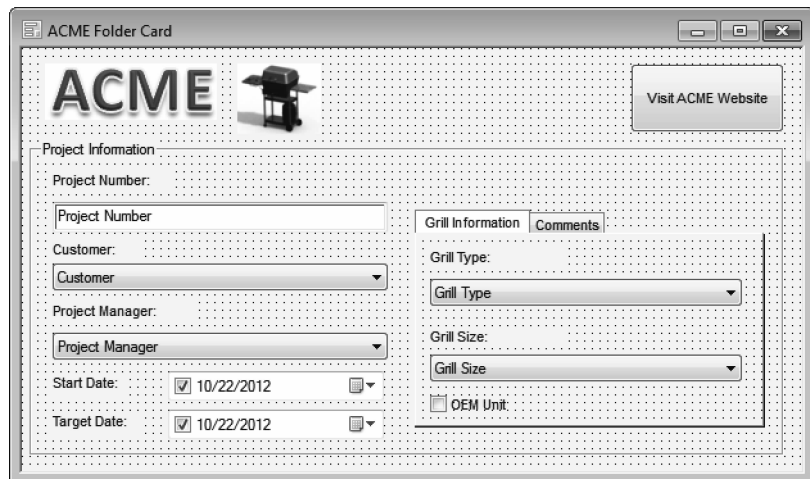 ACME Folder Card
ACME
Visit ACME Website
Project Information
Project Number:
Project Number
Customer:
Customer
Project Manager:
Project Manager
Start Date:
10/22/2012
Target Date:
10/22/2012
Grill Information
Comments
Grill Type:
Grill Type
Grill Size:
Grill Size
OEM Unit